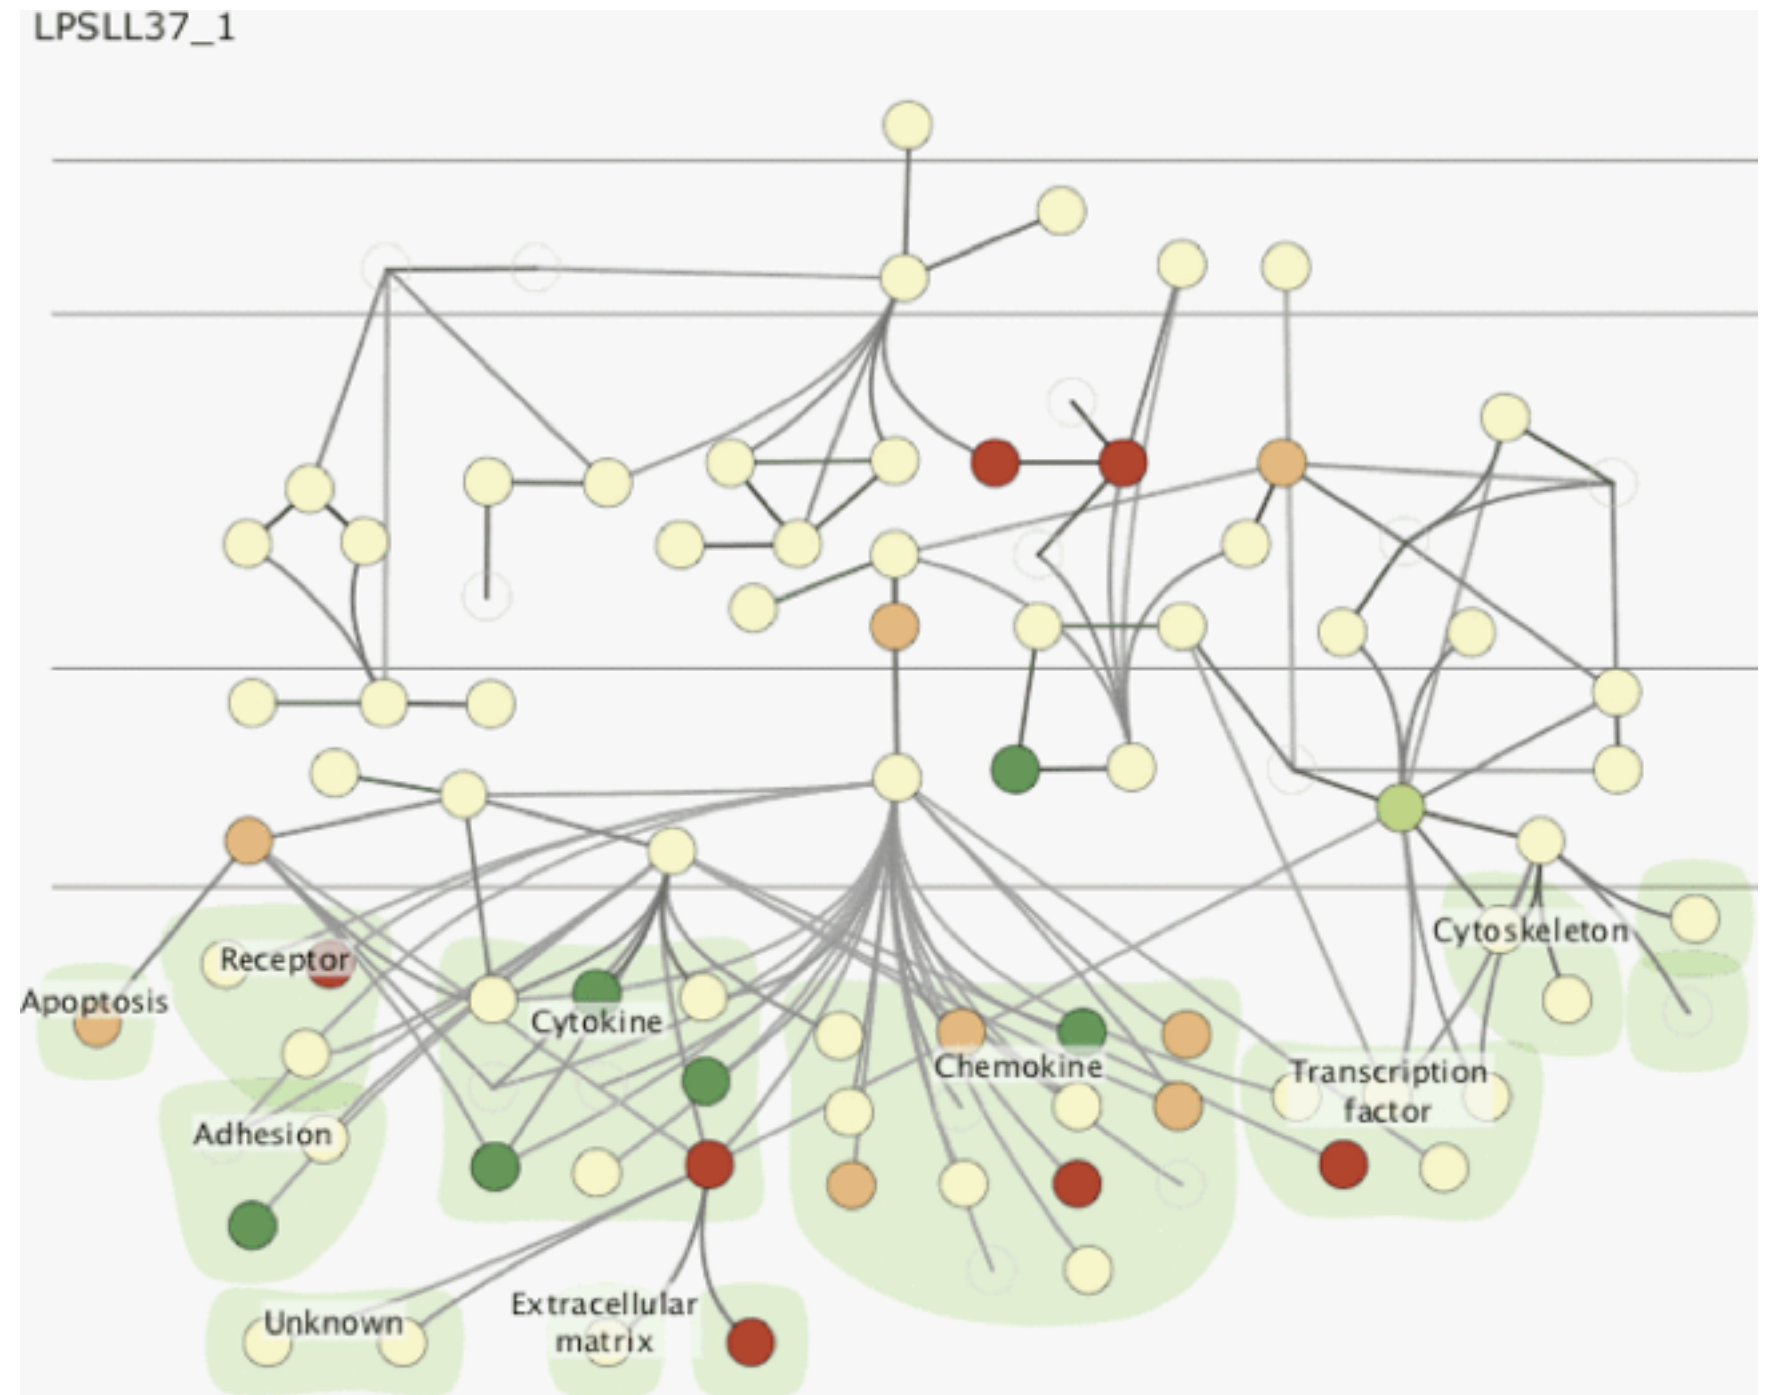 LPSLL37_1
Cytoskeleton
Receptor
Apoptosis
Cytokine
Chemokine
Transcription
factor
Adhesion
Extracellular
matrix
Unknown